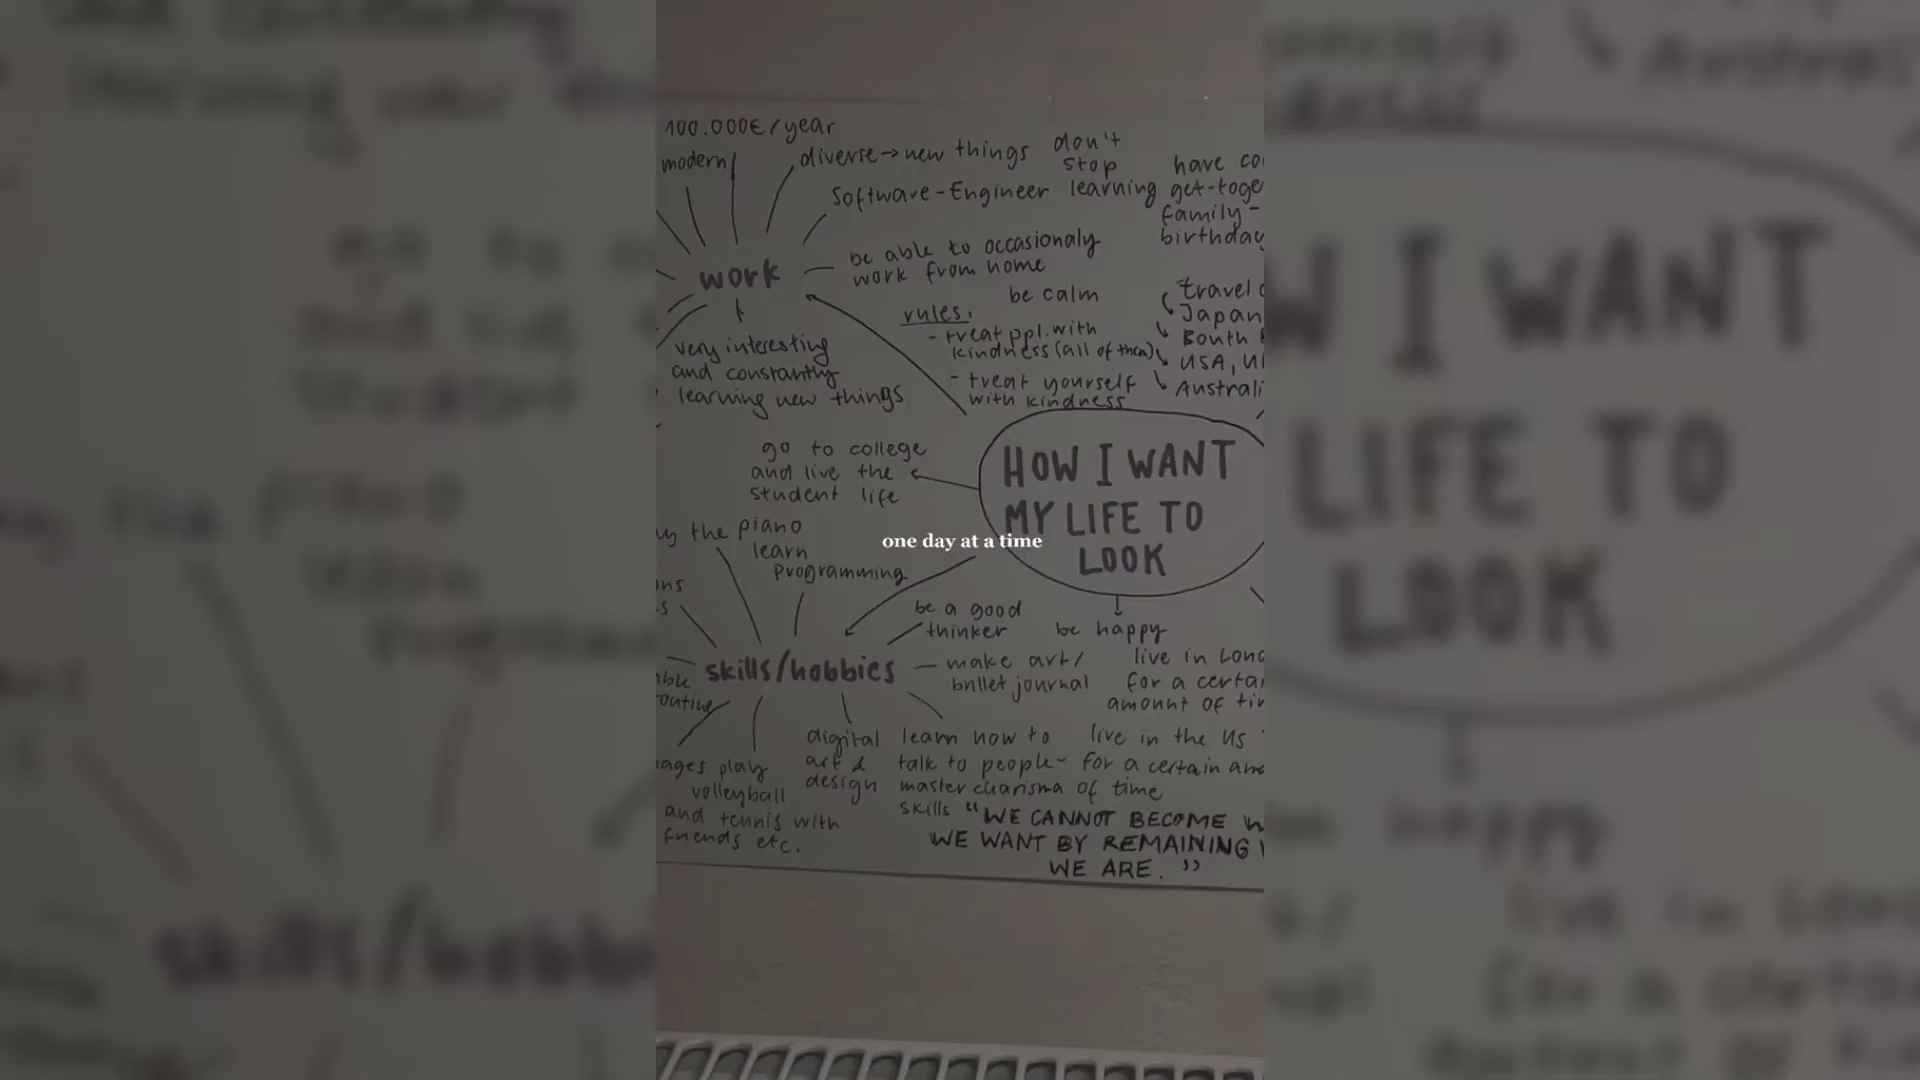 100.000€/year
modern
diverse → new things
don't
stop
learning
Software-Engineer
have
get-toge
family-
birthday
work
be able to occasionaly
work from home
be calm
rules:
- treat ppl. with
kindness (all of them)
- treat yourself
with kindness
travel
Japan
USA, U
Australi
very interesting
and constantly
learning new things
go to college
and live the
student life
HOW I WANT
MY LIFE TO
LOOK
one day at a time
the piano
learn
programming
be a good
thinker
be happy
skills/hobbies
make art/
bullet journal
live in Lond
for a certai
amount of tim
outine
digital
art &
design
learn how to
talk to people-
master charisma
skills
live in the US
for a certain amo
of time
ages play
volleyball
and tennis with
friends etc.
"WE CANNOT BECOME W
WE WANT BY REMAINING W
WE ARE."